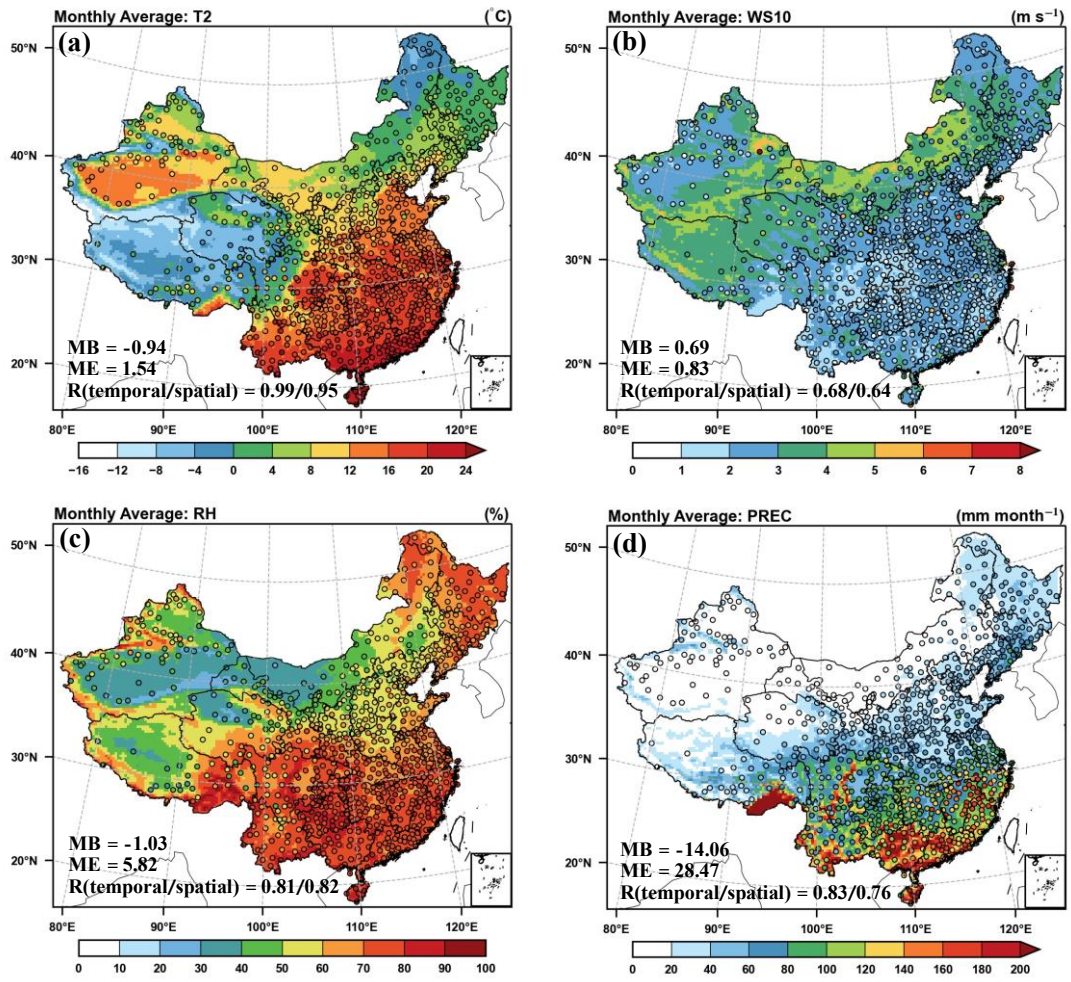 Monthly Average: T2 (°C)
(a)
50°N
40°N
30°N
20°N
MB = -0.94
ME = 1.54
R(temporal/spatial) = 0.99/0.95
80°E 90°E 100°E 110°E 120°E
−16 −12 −8 −4 0 4 8 12 16 20 24
Monthly Average: WS10 (m s⁻¹)
(b)
50°N
40°N
30°N
20°N
MB = 0.69
ME = 0.83
R(temporal/spatial) = 0.68/0.64
80°E 90°E 100°E 110°E 120°E
0 1 2 3 4 5 6 7 8
Monthly Average: RH (%)
(c)
50°N
40°N
30°N
20°N
MB = -1.03
ME = 5.82
R(temporal/spatial) = 0.81/0.82
80°E 90°E 100°E 110°E 120°E
0 10 20 30 40 50 60 70 80 90 100
Monthly Average: PREC (mm month⁻¹)
(d)
50°N
40°N
30°N
20°N
MB = -14.06
ME = 28.47
R(temporal/spatial) = 0.83/0.76
80°E 90°E 100°E 110°E 120°E
0 20 40 60 80 100 120 140 160 180 200